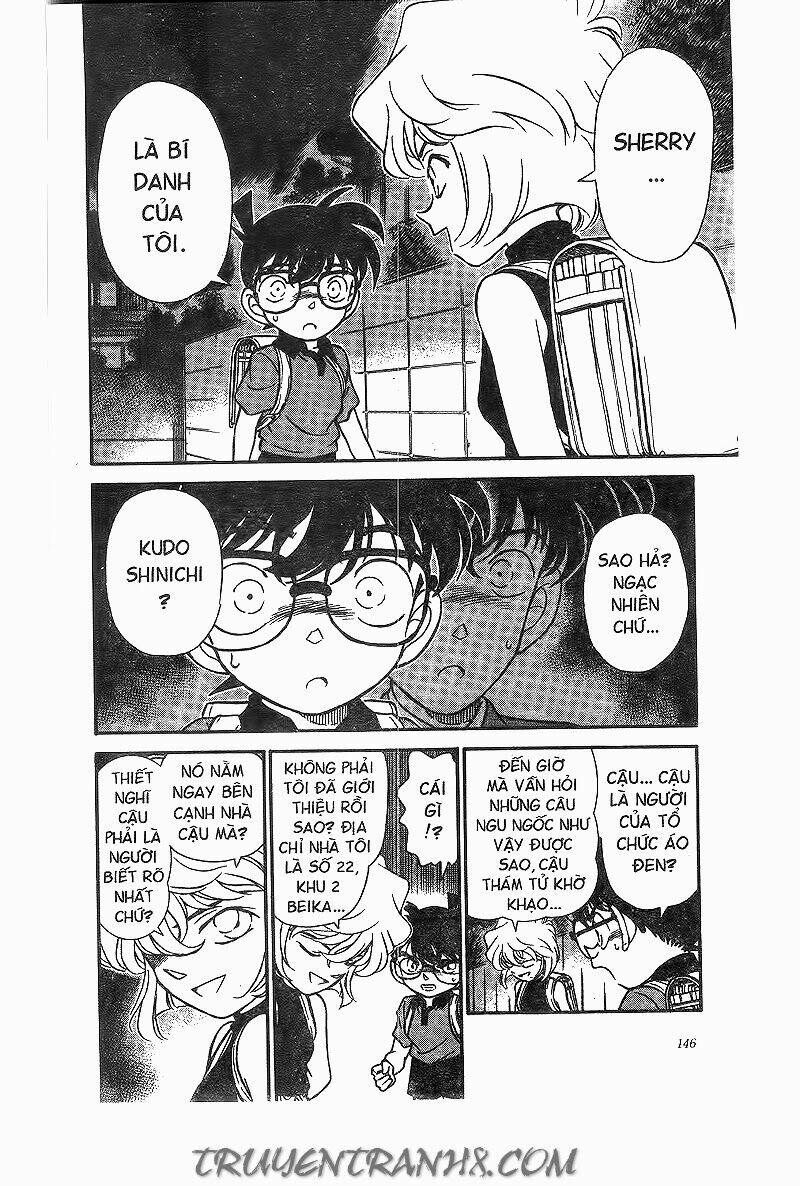 SHERRY
...
LÀ BÍ
DANH
CỦA
TÔI.
SAO HẢ?
NGẠC
NHIÊN
CHỨ...
KUDO
SHINICHI
?
CẬU... CẬU
LÀ NGƯỜI
CỦA TỔ
CHỨC ÁO
ĐEN?
ĐẾN GIỜ
MÀ VẪN HỎI
NHỮNG CÂU
NGU NGỐC NHƯ
VẬY ĐƯỢC
SAO, CẬU
THÁM TỬ KHỜ
KHẠO...
CÁI
GÌ
!?
KHÔNG PHẢI
TÔI ĐÃ GIỚI
THIỆU RỒI
SAO? ĐỊA
CHỈ NHÀ TÔI
LÀ SỐ 22,
KHU 2
BEIKA...
NÓ NẰM
NGAY BÊN
CẠNH NHÀ
CẬU MÀ?
THIẾT
NGHĨ
CẬU
PHẢI LÀ
NGƯỜI
BIẾT RÕ
NHẤT
CHỨ?
146
TRUYENTRANH8.COM